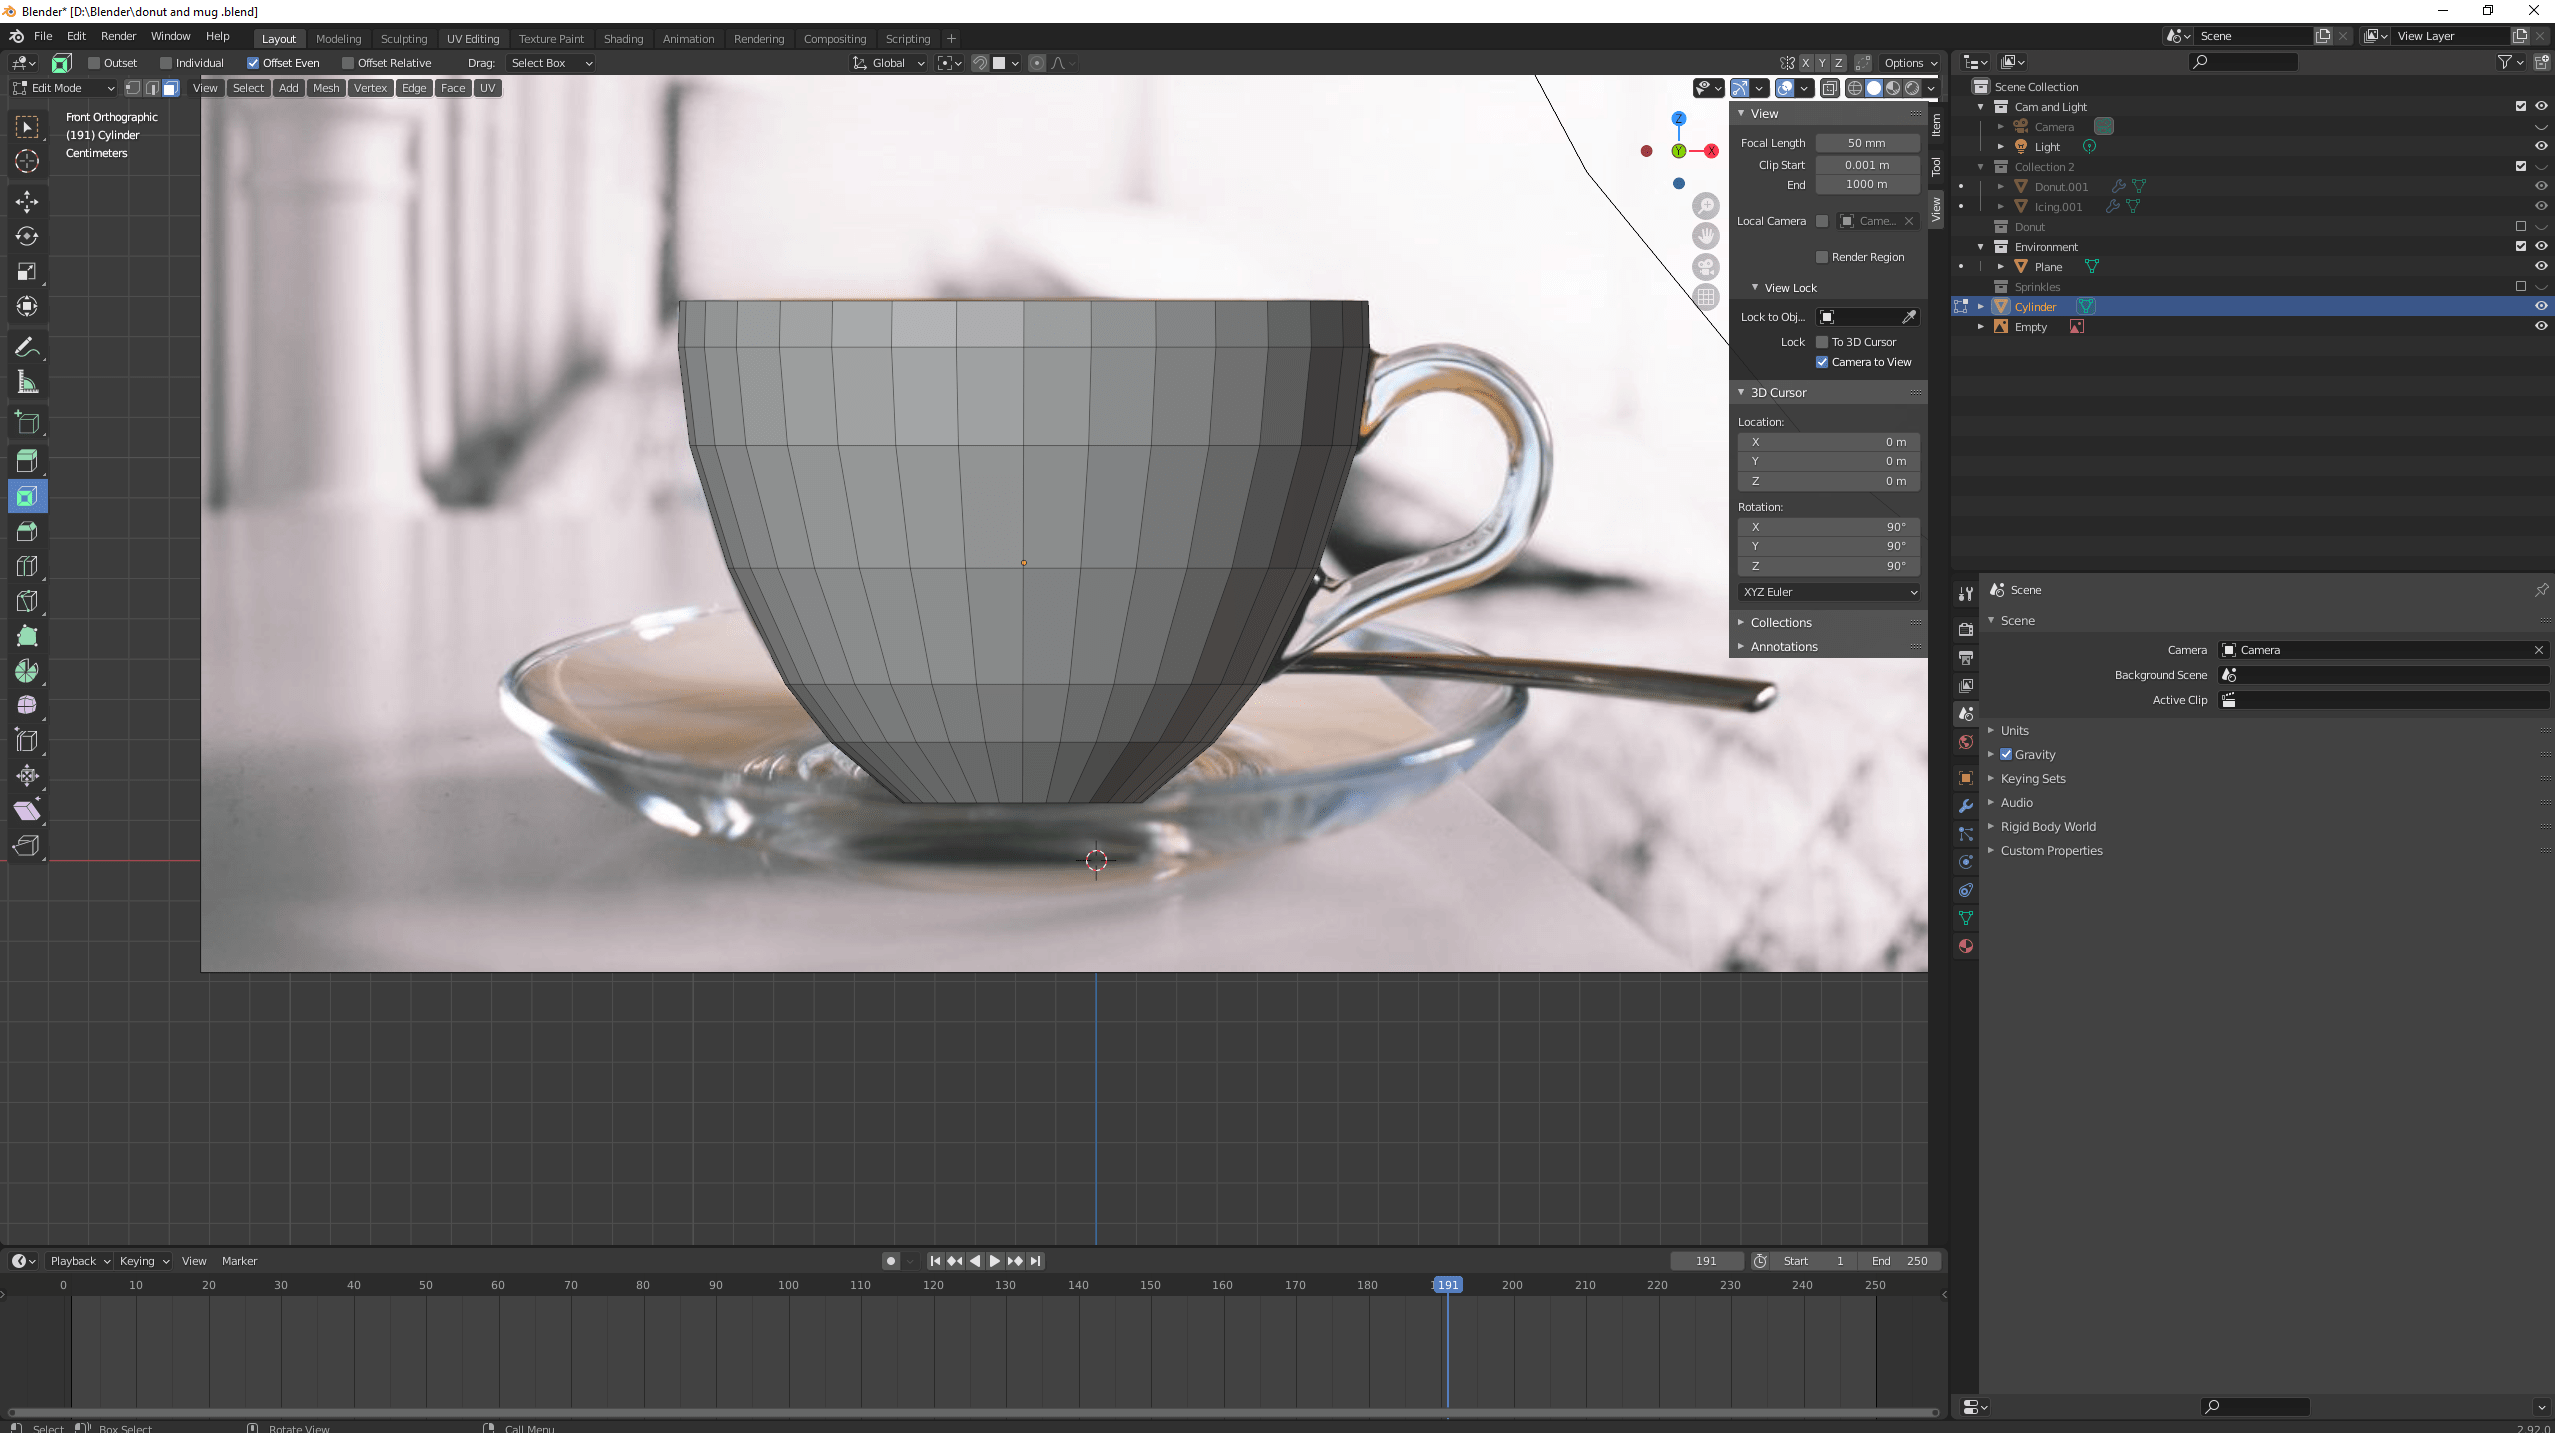 Blender* [D:\Blender\donut and mug .blend]
File Edit Render Window Help Layout Modeling Sculpting UV Editing Texture Paint Shading Animation Rendering Compositing Scripting + Scene View Layer
Outset Individual Offset Even Offset Relative Drag: Select Box Global X Y Z Options
Edit Mode View Select Add Mesh Vertex Edge Face UV
Front Orthographic
(191) Cylinder
Centimeters
Z
Y
X
View
Focal Length 50 mm
Clip Start 0.001 m
End 1000 m
Local Camera Came...
Render Region
View Lock
Lock to Obj...
Lock To 3D Cursor
Camera to View
3D Cursor
Location:
X 0 m
Y 0 m
Z 0 m
Rotation:
X 90°
Y 90°
Z 90°
XYZ Euler
Collections
Annotations
Item
Tool
View
Scene Collection
Cam and Light
Camera
Light
Collection 2
Donut.001
Icing.001
Donut
Environment
Plane
Sprinkles
Cylinder
Empty
Scene
Scene
Camera Camera
Background Scene
Active Clip
Units
Gravity
Keying Sets
Audio
Rigid Body World
Custom Properties
Playback Keying View Marker 191 Start 1 End 250
0 10 20 30 40 50 60 70 80 90 100 110 120 130 140 150 160 170 180 191 200 210 220 230 240 250
Select Box Select Rotate View Call Menu 2.92.0